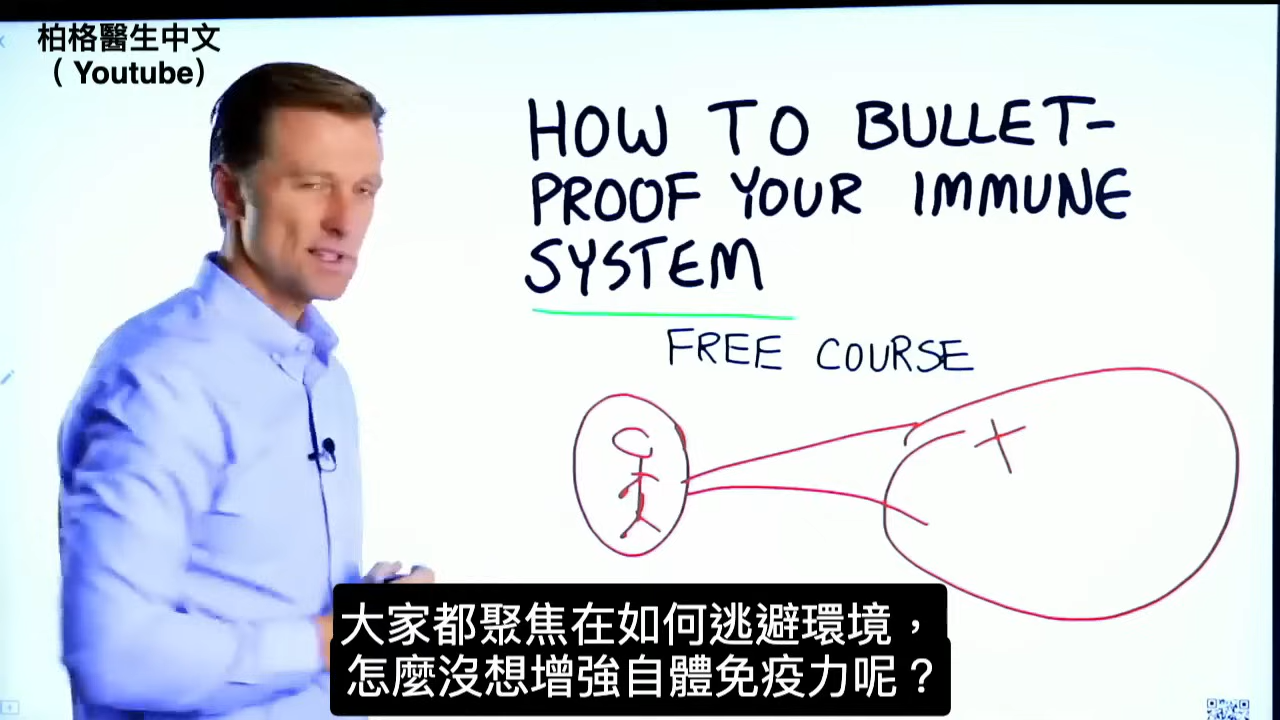 柏格醫生中文
（ Youtube）
HOW TO BULLET-
PROOF YOUR IMMUNE
SYSTEM
FREE COURSE
大家都聚焦在如何逃避環境，
怎麼沒想增強自體免疫力呢？